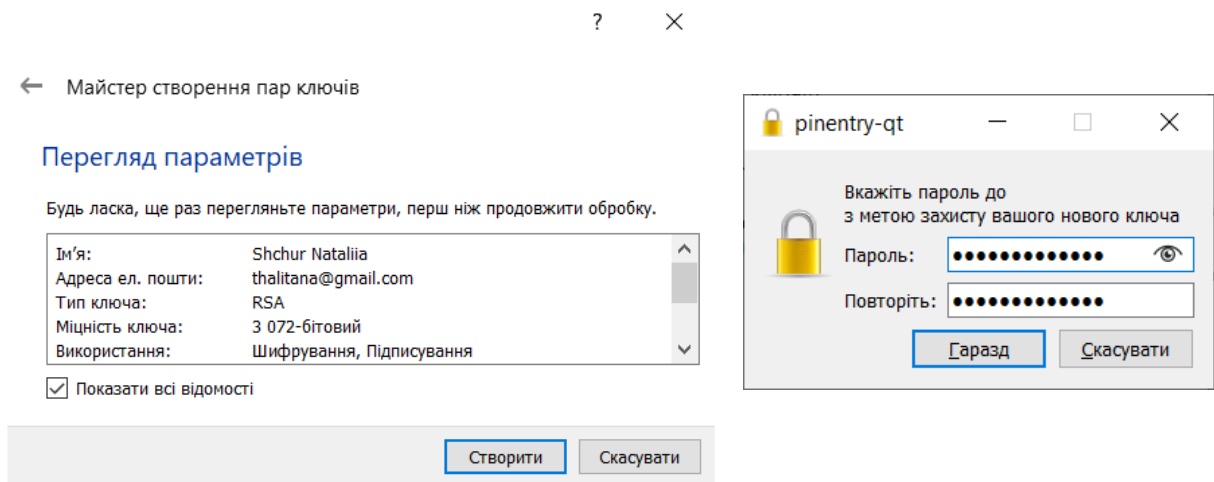 ?
Майстер створення пар ключів
Перегляд параметрів
Будь ласка, ще раз перегляньте параметри, перш ніж продовжити обробку.
Ім’я: Shchur Nataliia
Адреса ел. пошти: thalitana@gmail.com
Тип ключа: RSA
Міцність ключа: 3 072-бітовий
Використання: Шифрування, Підписування
Показати всі відомості
Створити Скасувати
pinentry-qt
Вкажіть пароль до
з метою захисту вашого нового ключа
Пароль: •••••••••••••
Повторіть: •••••••••••••
Гаразд Скасувати